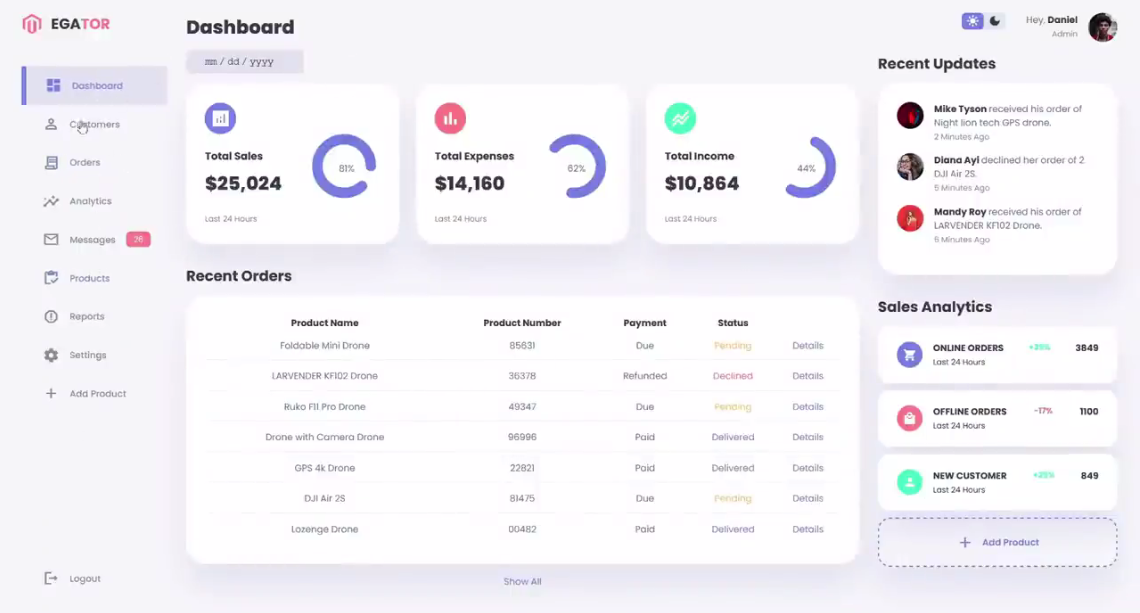 EGATOR
Dashboard
Customers
Orders
Analytics
Messages 26
Products
Reports
Settings
Add Product
Logout
Dashboard
mm / dd / yyyy
Total Sales
$25,024
81%
Last 24 Hours
Total Expenses
$14,160
62%
Last 24 Hours
Total Income
$10,864
44%
Last 24 Hours
Recent Orders
Product Name Product Number Payment Status
Foldable Mini Drone 85631 Due Pending Details
LARVENDER KF102 Drone 36378 Refunded Declined Details
Ruko F11 Pro Drone 49347 Due Pending Details
Drone with Camera Drone 96996 Paid Delivered Details
GPS 4k Drone 22821 Paid Delivered Details
DJI Air 2S 81475 Due Pending Details
Lozenge Drone 00482 Paid Delivered Details
Show All
Hey, Daniel
Admin
Recent Updates
Mike Tyson received his order of
Night lion tech GPS drone.
2 Minutes Ago
Diana Ayi declined her order of 2
DJI Air 2S.
5 Minutes Ago
Mandy Roy received his order of
LARVENDER KF102 Drone.
6 Minutes Ago
Sales Analytics
ONLINE ORDERS +39% 3849
Last 24 Hours
OFFLINE ORDERS -17% 1100
Last 24 Hours
NEW CUSTOMER +25% 849
Last 24 Hours
Add Product